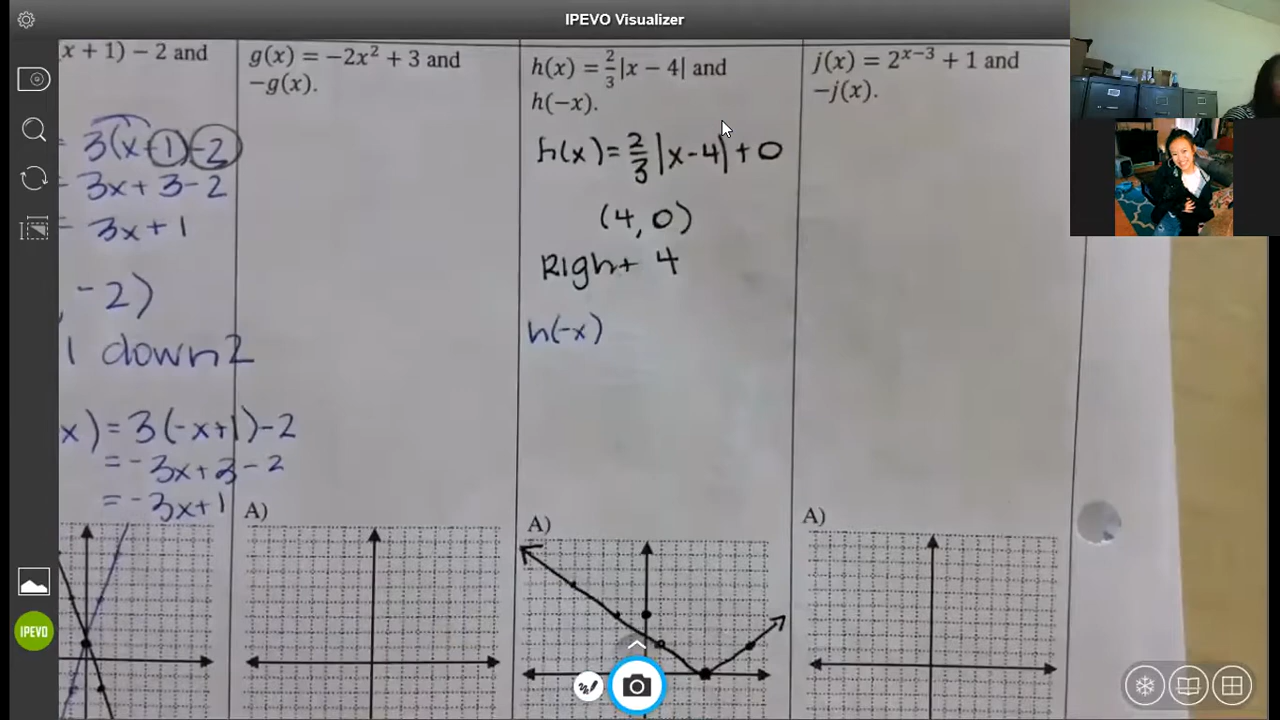 IPEVO Visualizer
x + 1) − 2 and
= 3(x+1)-2
= 3x+3-2
= 3x+1
-2)
1 down 2
x) = 3(-x+1)-2
= -3x+3-2
= -3x+1
g(x) = −2x² + 3 and
−g(x).
A)
h(x) = 2/3|x − 4| and
h(−x).
h(x) = 2/3|x-4|+0
(4, 0)
Right 4
h(-x)
A)
j(x) = 2^(x−3) + 1 and
−j(x).
A)
IPEVO